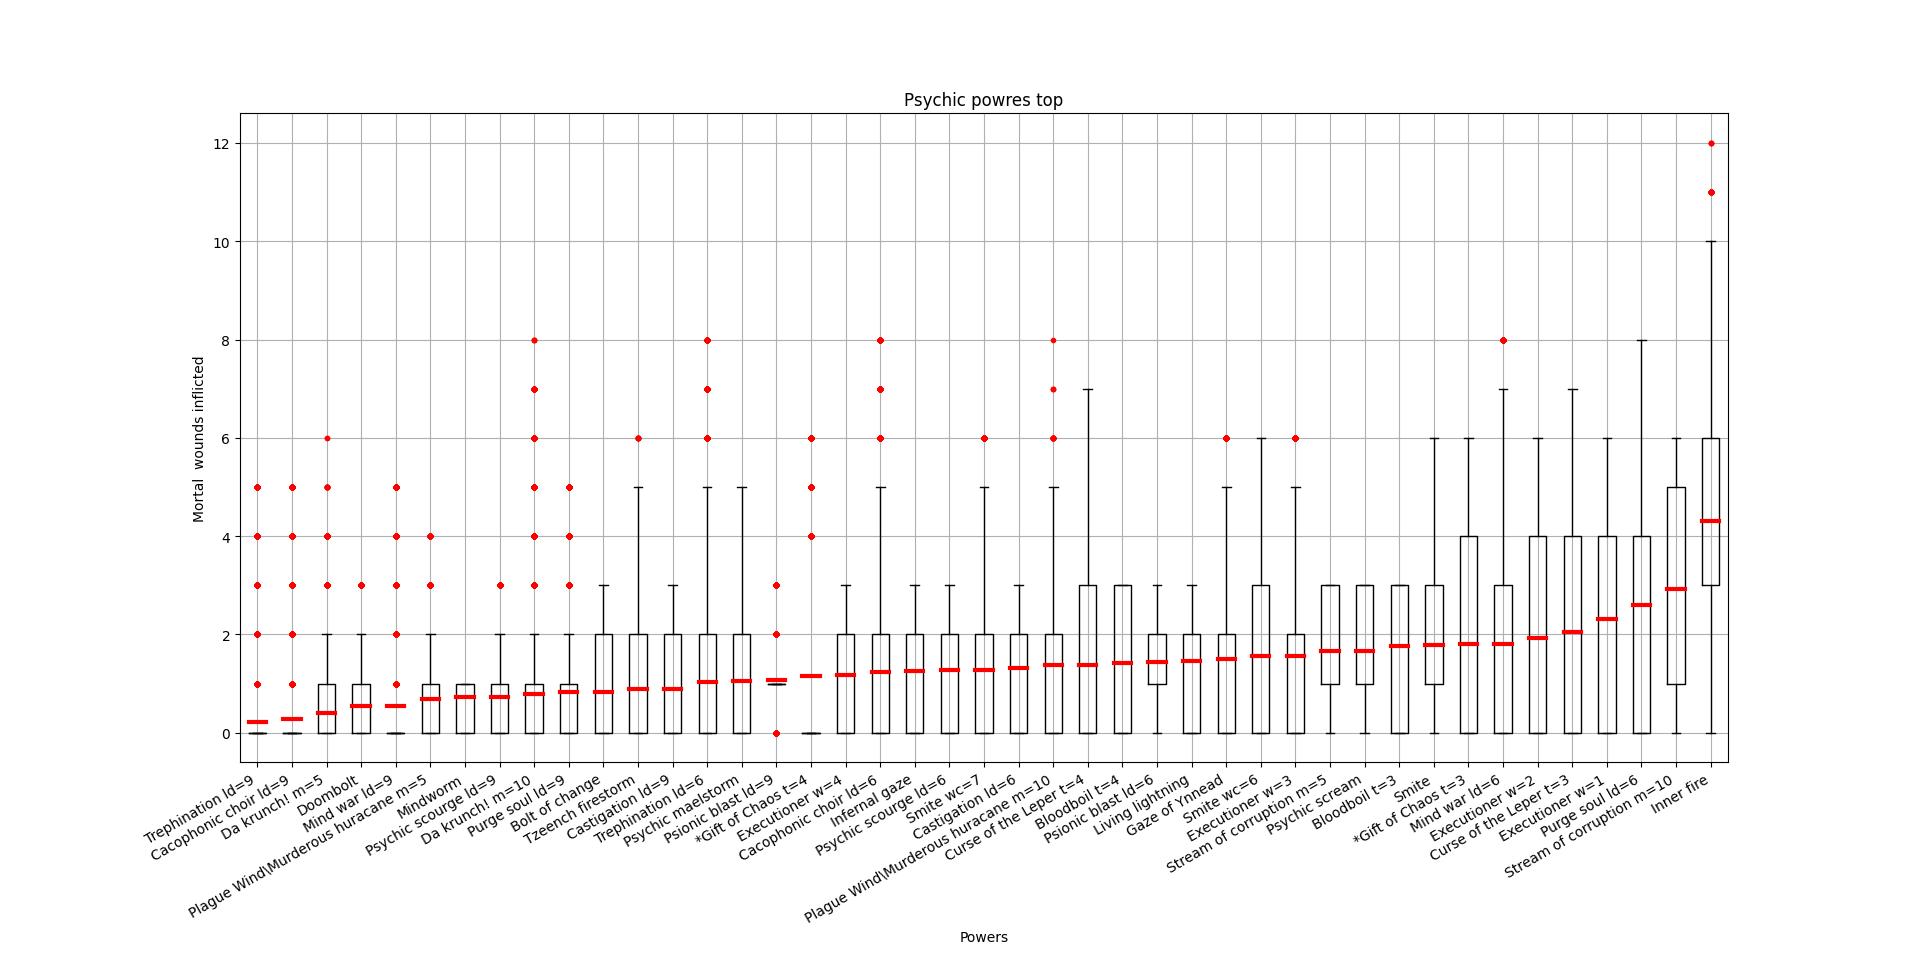 Psychic powres top
12
10
8
6
4
2
0
Mortal wounds inflicted
Trephination ld=9
Cacophonic choir ld=9
Da krunch! m=5
Doombolt
Mind war ld=9
Plague Wind\Murderous huracane m=5
Mindworm
Psychic scourge ld=9
Da krunch! m=10
Purge soul ld=9
Bolt of change
Tzeench firestorm
Castigation ld=9
Trephination ld=6
Psychic maelstorm
Psionic blast ld=9
*Gift of Chaos t=4
Executioner w=4
Cacophonic choir ld=6
Infernal gaze
Psychic scourge ld=6
Smite wc=7
Castigation ld=6
Plague Wind\Murderous huracane m=10
Curse of the Leper t=4
Bloodboil t=4
Psionic blast ld=6
Living lightning
Gaze of Ynnead
Smite wc=6
Executioner w=3
Stream of corruption m=5
Psychic scream
Bloodboil t=3
Smite
*Gift of Chaos t=3
Mind war ld=6
Executioner w=2
Curse of the Leper t=3
Executioner w=1
Purge soul ld=6
Stream of corruption m=10
Inner fire
Powers